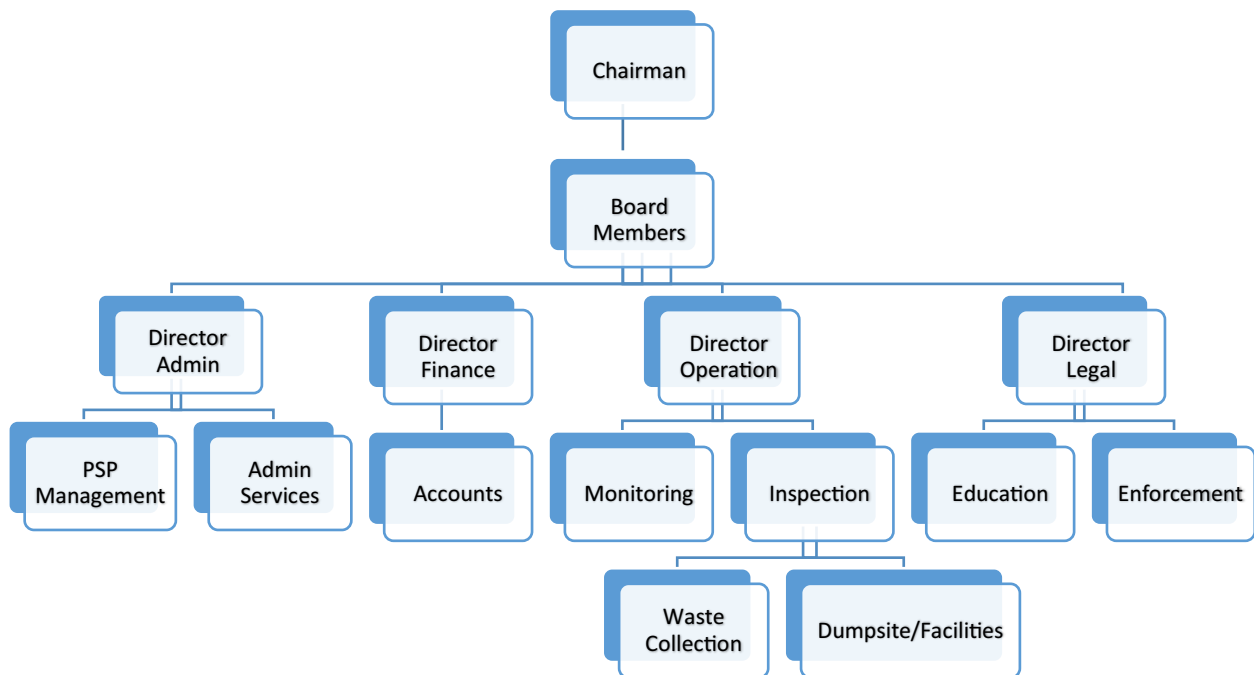 Chairman
Board
Members
Director
Admin
Director
Finance
Director
Operation
Director
Legal
PSP
Management
Admin
Services
Accounts
Monitoring
Inspection
Education
Enforcement
Waste
Collection
Dumpsite/Facilities